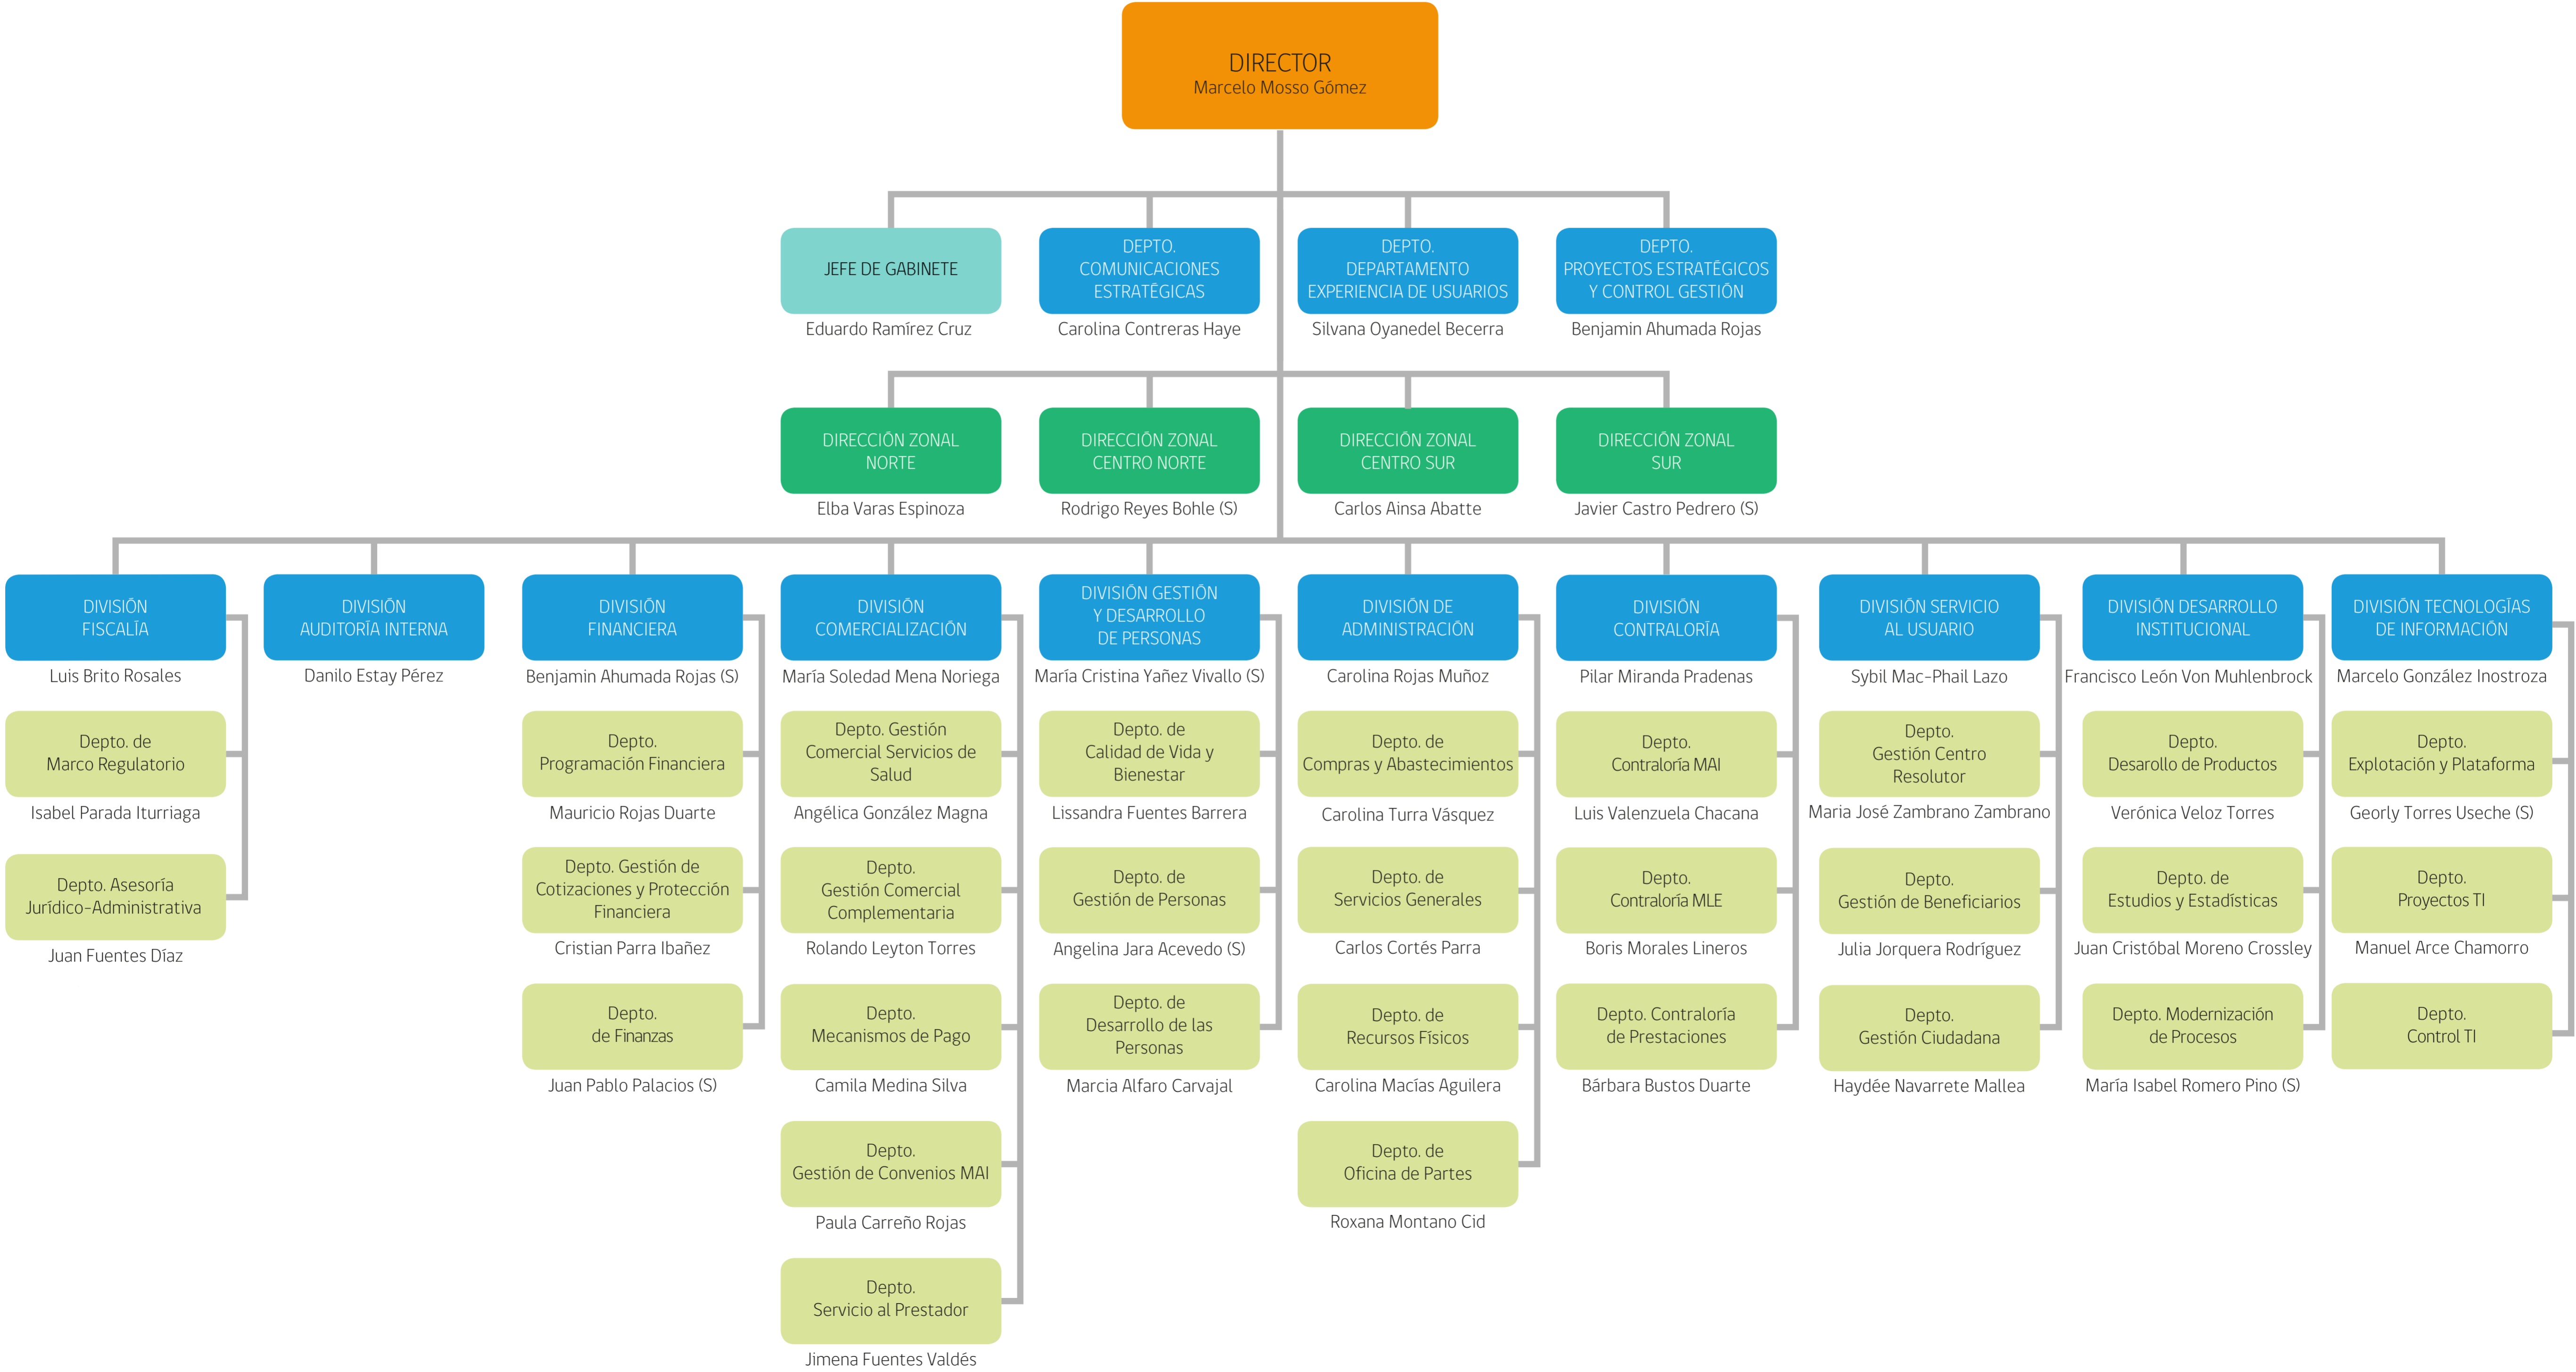 DIRECTOR
Marcelo Mosso Gómez
JEFE DE GABINETE
Eduardo Ramírez Cruz
DEPTO.
COMUNICACIONES
ESTRATÉGICAS
Carolina Contreras Haye
DEPTO.
DEPARTAMENTO
EXPERIENCIA DE USUARIOS
Silvana Oyanedel Becerra
DEPTO.
PROYECTOS ESTRATÉGICOS
Y CONTROL GESTIÓN
Benjamin Ahumada Rojas
DIRECCIÓN ZONAL
NORTE
Elba Varas Espinoza
DIRECCIÓN ZONAL
CENTRO NORTE
Rodrigo Reyes Bohle (S)
DIRECCIÓN ZONAL
CENTRO SUR
Carlos Ainsa Abatte
DIRECCIÓN ZONAL
SUR
Javier Castro Pedrero (S)
DIVISIÓN
FISCALÍA
Luis Brito Rosales
Depto. de
Marco Regulatorio
Isabel Parada Iturriaga
Depto. Asesoría
Jurídico-Administrativa
Juan Fuentes Díaz
DIVISIÓN
AUDITORÍA INTERNA
Danilo Estay Pérez
DIVISIÓN
FINANCIERA
Benjamin Ahumada Rojas (S)
Depto.
Programación Financiera
Mauricio Rojas Duarte
Depto. Gestión de
Cotizaciones y Protección
Financiera
Cristian Parra Ibañez
Depto.
de Finanzas
Juan Pablo Palacios (S)
DIVISIÓN
COMERCIALIZACIÓN
María Soledad Mena Noriega
Depto. Gestión
Comercial Servicios de
Salud
Angélica González Magna
Depto.
Gestión Comercial
Complementaria
Rolando Leyton Torres
Depto.
Mecanismos de Pago
Camila Medina Silva
Depto.
Gestión de Convenios MAI
Paula Carreño Rojas
Depto.
Servicio al Prestador
Jimena Fuentes Valdés
DIVISIÓN GESTIÓN
Y DESARROLLO
DE PERSONAS
María Cristina Yañez Vivallo (S)
Depto. de
Calidad de Vida y
Bienestar
Lissandra Fuentes Barrera
Depto. de
Gestión de Personas
Angelina Jara Acevedo (S)
Depto. de
Desarrollo de las
Personas
Marcia Alfaro Carvajal
DIVISIÓN DE
ADMINISTRACIÓN
Carolina Rojas Muñoz
Depto. de
Compras y Abastecimientos
Carolina Turra Vásquez
Depto. de
Servicios Generales
Carlos Cortés Parra
Depto. de
Recursos Físicos
Carolina Macías Aguilera
Depto. de
Oficina de Partes
Roxana Montano Cid
DIVISIÓN
CONTRALORÍA
Pilar Miranda Pradenas
Depto.
Contraloría MAI
Luis Valenzuela Chacana
Depto.
Contraloría MLE
Boris Morales Lineros
Depto. Contraloría
de Prestaciones
Bárbara Bustos Duarte
DIVISIÓN SERVICIO
AL USUARIO
Sybil Mac-Phail Lazo
Depto.
Gestión Centro
Resolutor
Maria José Zambrano Zambrano
Depto.
Gestión de Beneficiarios
Julia Jorquera Rodríguez
Depto.
Gestión Ciudadana
Haydée Navarrete Mallea
DIVISIÓN DESARROLLO
INSTITUCIONAL
Francisco León Von Muhlenbrock
Depto.
Desarollo de Productos
Verónica Veloz Torres
Depto. de
Estudios y Estadísticas
Juan Cristóbal Moreno Crossley
Depto. Modernización
de Procesos
María Isabel Romero Pino (S)
DIVISIÓN TECNOLOGÍAS
DE INFORMACIÓN
Marcelo González Inostroza
Depto.
Explotación y Plataforma
Georly Torres Useche (S)
Depto.
Proyectos TI
Manuel Arce Chamorro
Depto.
Control TI